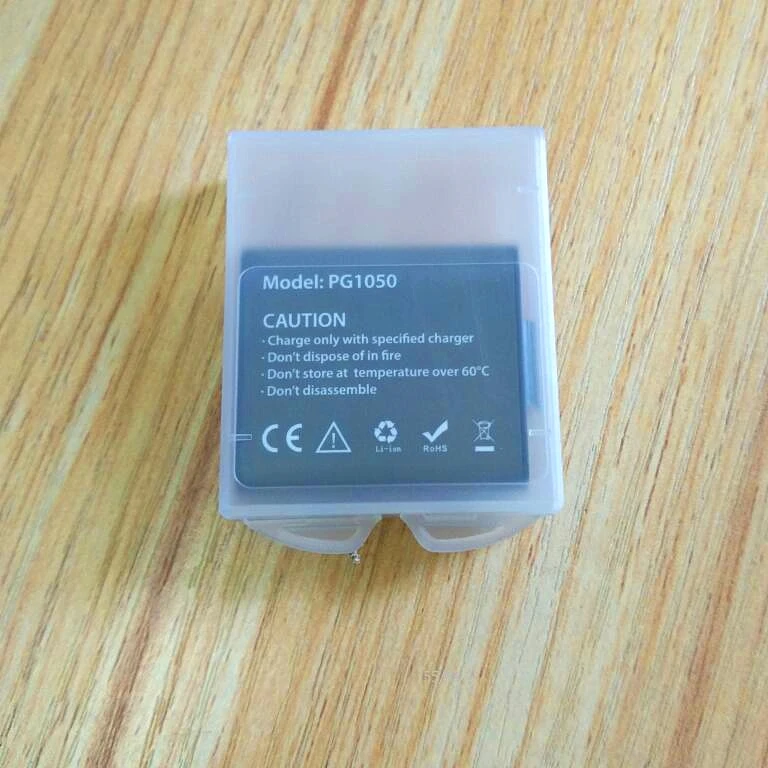 Model: PG1050
CAUTION
· Charge only with specified charger
· Don't dispose of in fire
· Don't store at temperature over 60°C
· Don't disassemble
CE
Li-ion RoHS